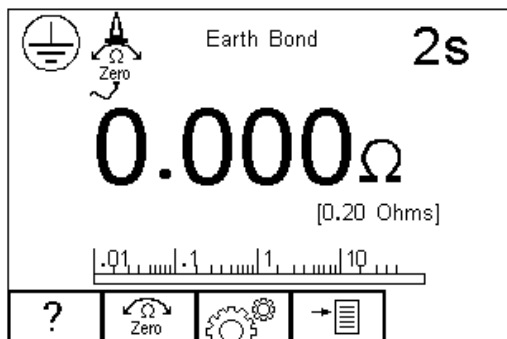 Earth Bond
2s
Ω
Zero
0.000Ω
[0.20 Ohms]
.01 .1 1 10
?
Ω
Zero